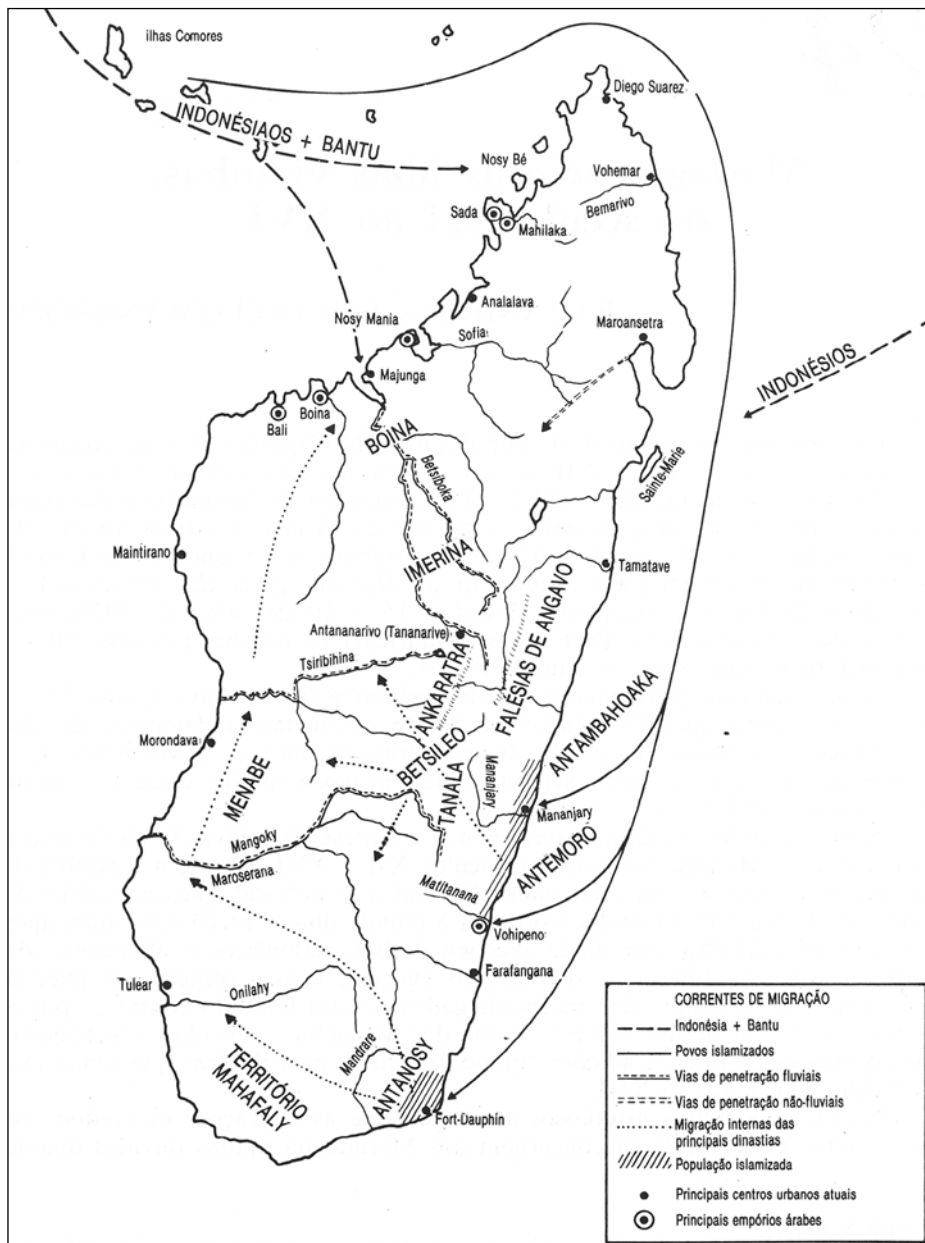 ilhas Comores
Diego Suarez
INDONÉSIAOS + BANTU
Nosy Bé
Vohemar
Bemarivo
Sada
Mahilaka
Analalava
Nosy Mania
Sofia
Maroansetra
INDONÉSIOS
Majunga
Boina
Bali
BOINA
Betsiboka
Sainte-Marie
Maintirano
IMERINA
Tamatave
Antananarivo (Tananarive)
Tsiribihina
ANKARATRA
FALÉSIAS DE ANGAVO
ANTAMBAHOAKA
Morondava
BETSILEO
MENABE
TANALA
Mananjary
Mananjary
Mangoky
ANTEMORO
Maroserana
Matitanana
Vohipeno
Farafangana
Tulear
Onilahy
Mandrare
ANTANOSY
TERRITÓRIO
MAHAFALY
Fort-Dauphín
CORRENTES DE MIGRAÇÃO
Indonésia + Bantu
Povos islamizados
Vias de penetração fluviais
Vias de penetração não-fluviais
Migração internas das
principais dinastias
População islamizada
Principais centros urbanos atuais
Principais empórios árabes